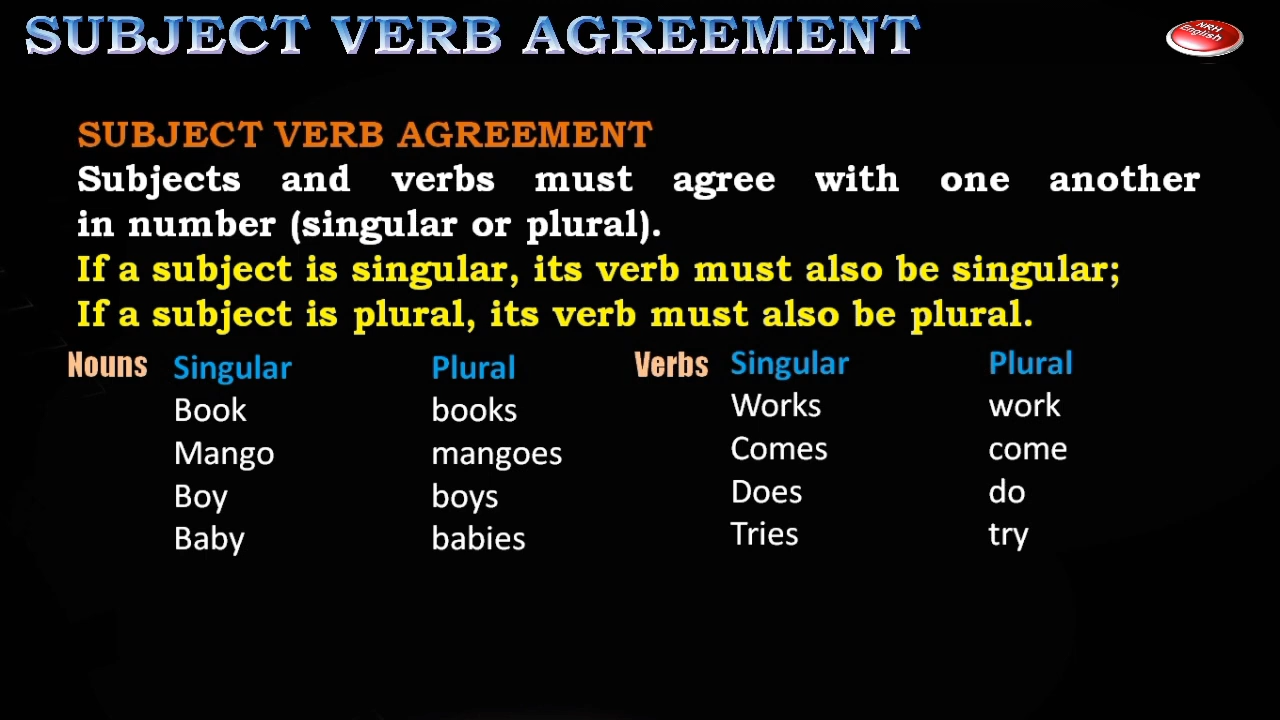 SUBJECT VERB AGREEMENT
NRH
English
SUBJECT VERB AGREEMENT
Subjects and verbs must agree with one another
in number (singular or plural).
If a subject is singular, its verb must also be singular;
If a subject is plural, its verb must also be plural.
Nouns Singular Plural Verbs Singular Plural
Book books Works work
Mango mangoes Comes come
Boy boys Does do
Baby babies Tries try